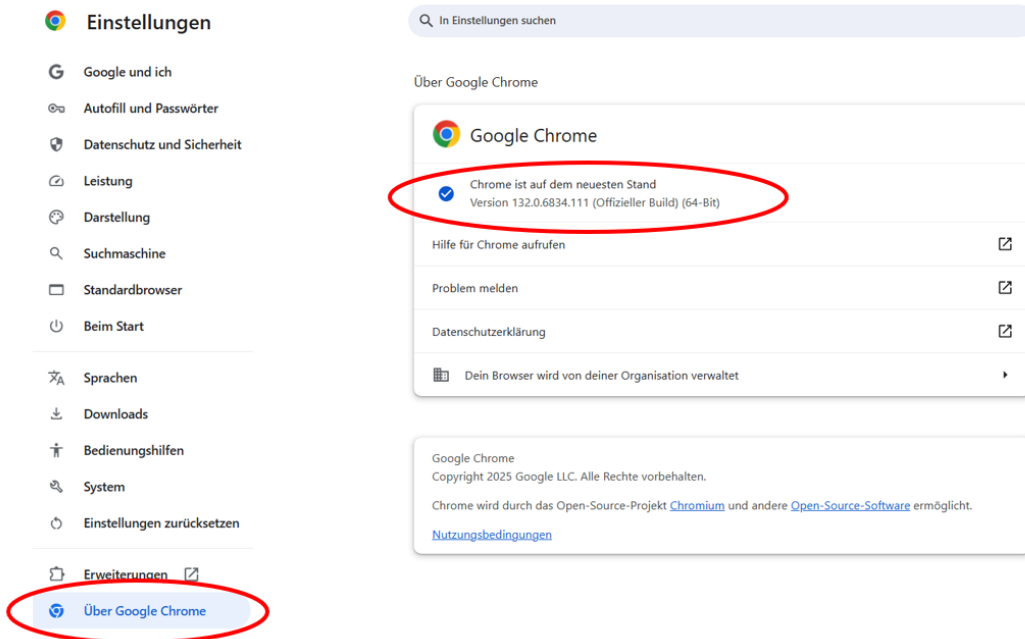 Einstellungen
Google und ich
Autofill und Passwörter
Datenschutz und Sicherheit
Leistung
Darstellung
Suchmaschine
Standardbrowser
Beim Start
Sprachen
Downloads
Bedienungshilfen
System
Einstellungen zurücksetzen
Erweiterungen
Über Google Chrome
In Einstellungen suchen
Über Google Chrome
Google Chrome
Chrome ist auf dem neuesten Stand
Version 132.0.6834.111 (Offizieller Build) (64-Bit)
Hilfe für Chrome aufrufen
Problem melden
Datenschutzerklärung
Dein Browser wird von deiner Organisation verwaltet
Google Chrome
Copyright 2025 Google LLC. Alle Rechte vorbehalten.
Chrome wird durch das Open-Source-Projekt Chromium und andere Open-Source-Software ermöglicht.
Nutzungsbedingungen